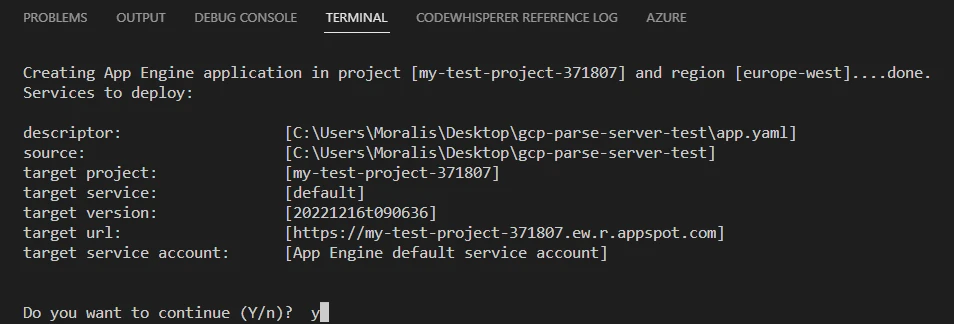 PROBLEMS OUTPUT DEBUG CONSOLE TERMINAL CODEWHISPERER REFERENCE LOG AZURE
Creating App Engine application in project [my-test-project-371807] and region [europe-west]....done.
Services to deploy:
descriptor: [C:\Users\Moralis\Desktop\gcp-parse-server-test\app.yaml]
source: [C:\Users\Moralis\Desktop\gcp-parse-server-test]
target project: [my-test-project-371807]
target service: [default]
target version: [20221216t090636]
target url: [https://my-test-project-371807.ew.r.appspot.com]
target service account: [App Engine default service account]
Do you want to continue (Y/n)? y